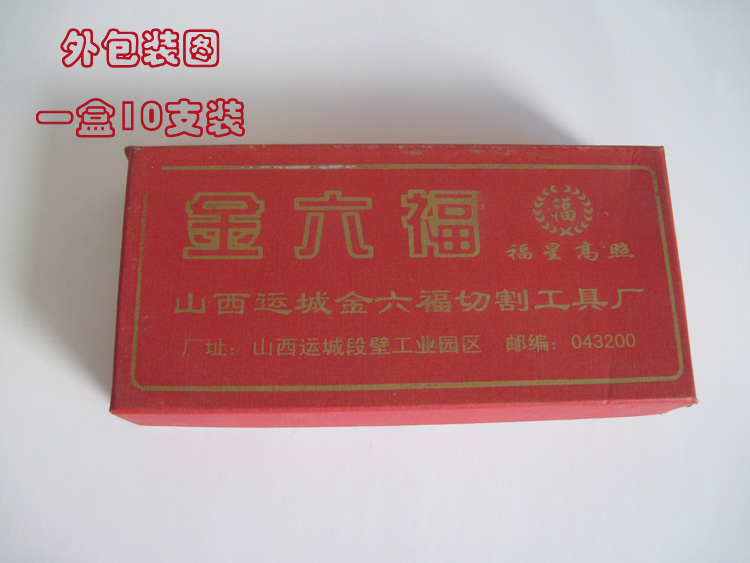 外包装图
一盒10支装
金六福
福
福星高照
山西运城金六福切割工具厂
厂址：山西运城段壁工业园区 邮编：043200